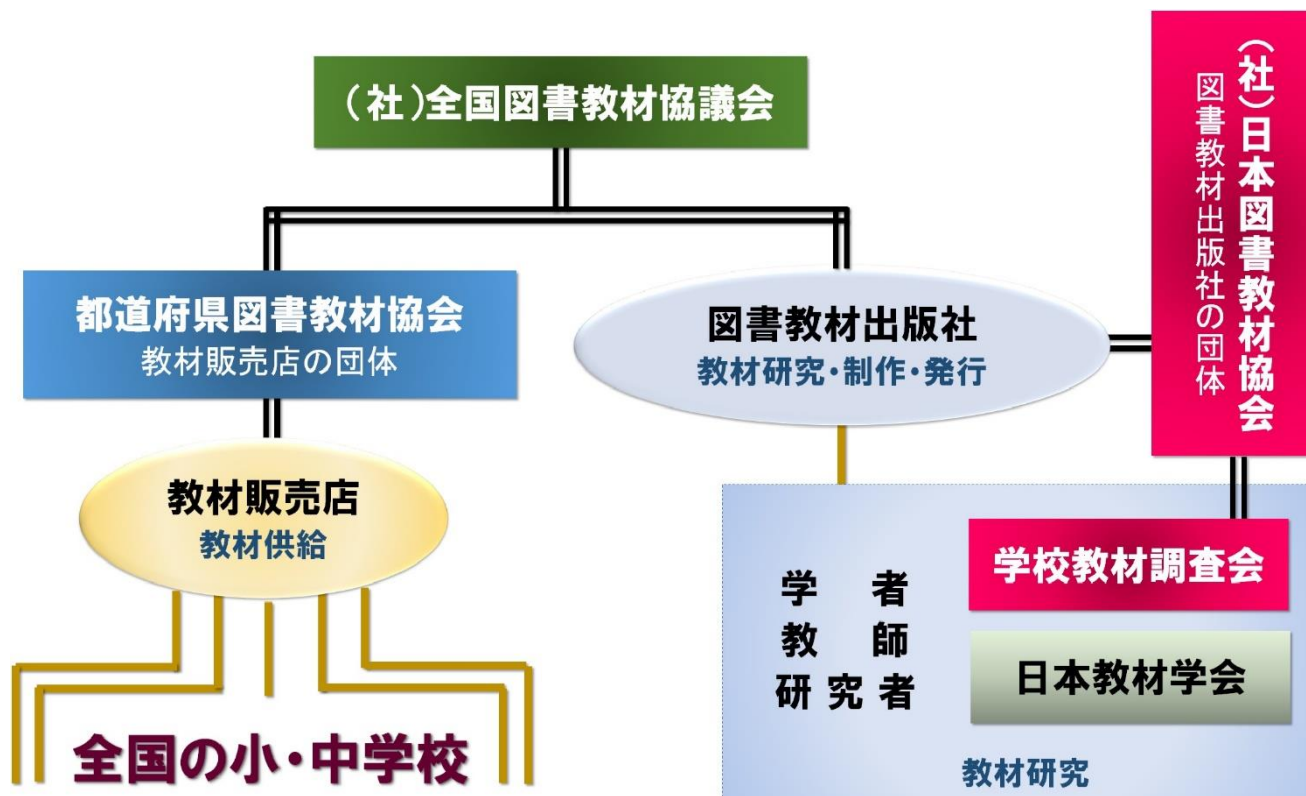 （社）全国図書教材協議会
（社）日本図書教材協会
図書教材出版社の団体
都道府県図書教材協会
教材販売店の団体
図書教材出版社
教材研究・制作・発行
教材販売店
教材供給
学校教材調査会
学者
教師
研究者
日本教材学会
全国の小・中学校
教材研究